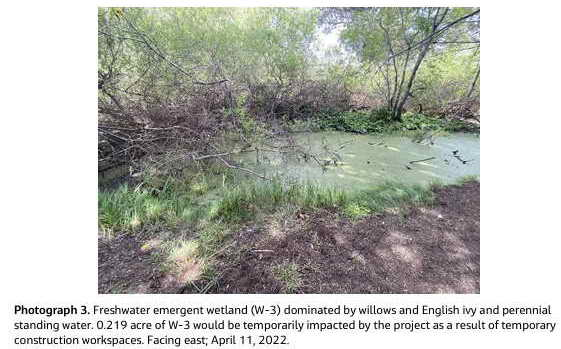 Photograph 3. Freshwater emergent wetland (W-3) dominated by willows and English ivy and perennial
standing water. 0.219 acre of W-3 would be temporarily impacted by the project as a result of temporary
construction workspaces. Facing east; April 11, 2022.